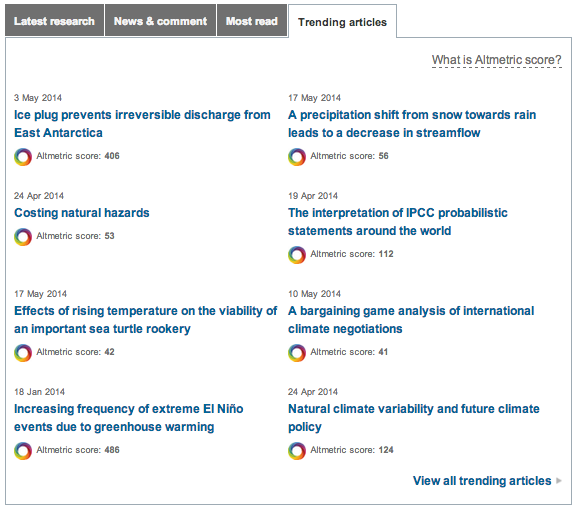 Latest research
News & comment
Most read
Trending articles
What is Altmetric score?
3 May 2014
Ice plug prevents irreversible discharge from
East Antarctica
Altmetric score: 406
17 May 2014
A precipitation shift from snow towards rain
leads to a decrease in streamflow
Altmetric score: 56
24 Apr 2014
Costing natural hazards
Altmetric score: 53
19 Apr 2014
The interpretation of IPCC probabilistic
statements around the world
Altmetric score: 112
17 May 2014
Effects of rising temperature on the viability of
an important sea turtle rookery
Altmetric score: 42
10 May 2014
A bargaining game analysis of international
climate negotiations
Altmetric score: 41
18 Jan 2014
Increasing frequency of extreme El Niño
events due to greenhouse warming
Altmetric score: 486
24 Apr 2014
Natural climate variability and future climate
policy
Altmetric score: 124
View all trending articles